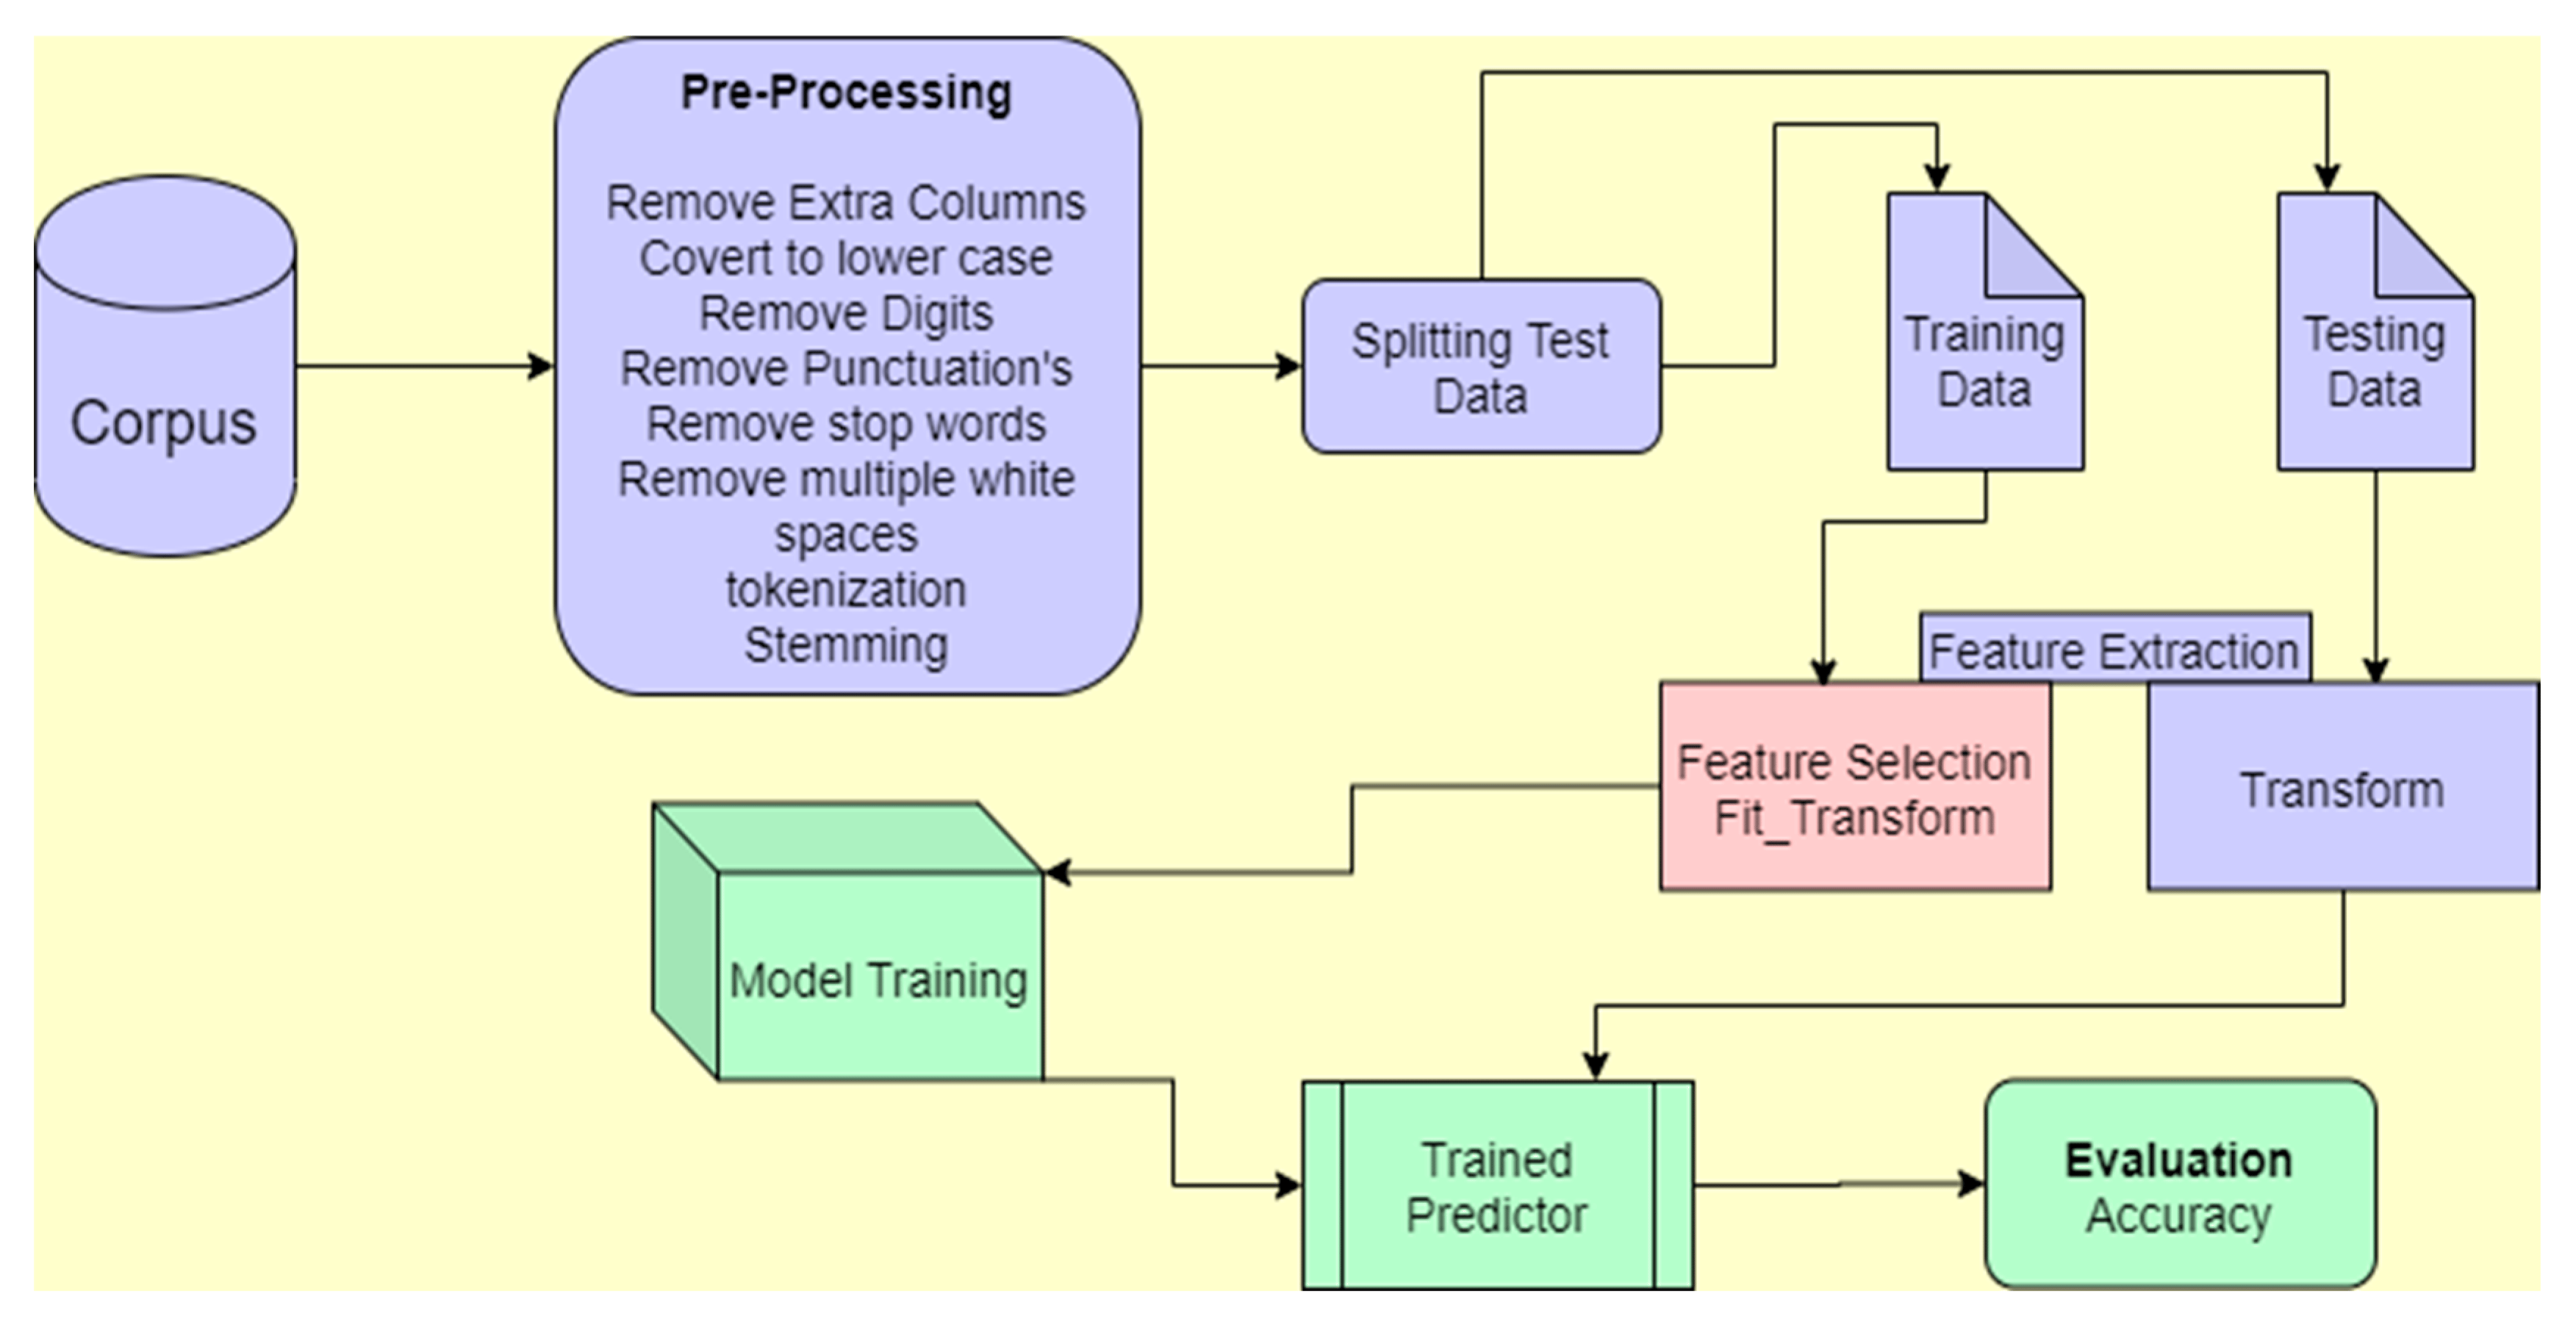 Corpus
Pre-Processing
Remove Extra Columns
Covert to lower case
Remove Digits
Remove Punctuation's
Remove stop words
Remove multiple white
spaces
tokenization
Stemming
Splitting Test
Data
Training
Data
Testing
Data
Feature Extraction
Feature Selection
Fit_Transform
Transform
Model Training
Trained
Predictor
Evaluation
Accuracy